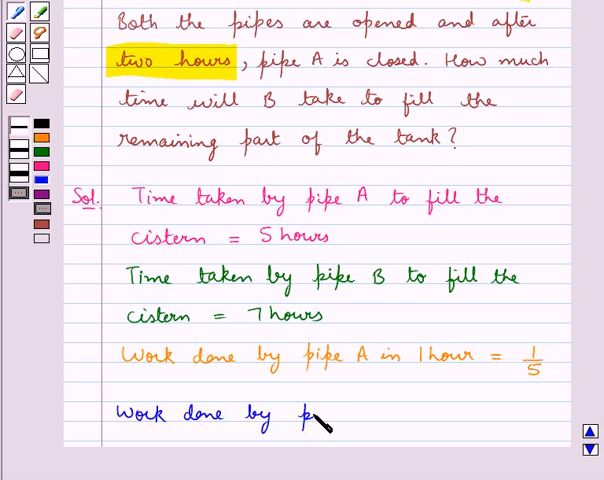 Both the pipes are opened and after
two hours, pipe A is closed. How much
time will B take to fill the
remaining part of the tank?
Sol. Time taken by pipe A to fill the
cistern = 5 hours
Time taken by pipe B to fill the
cistern = 7 hours
Work done by pipe A in 1 hour = 1/5
Work done by p